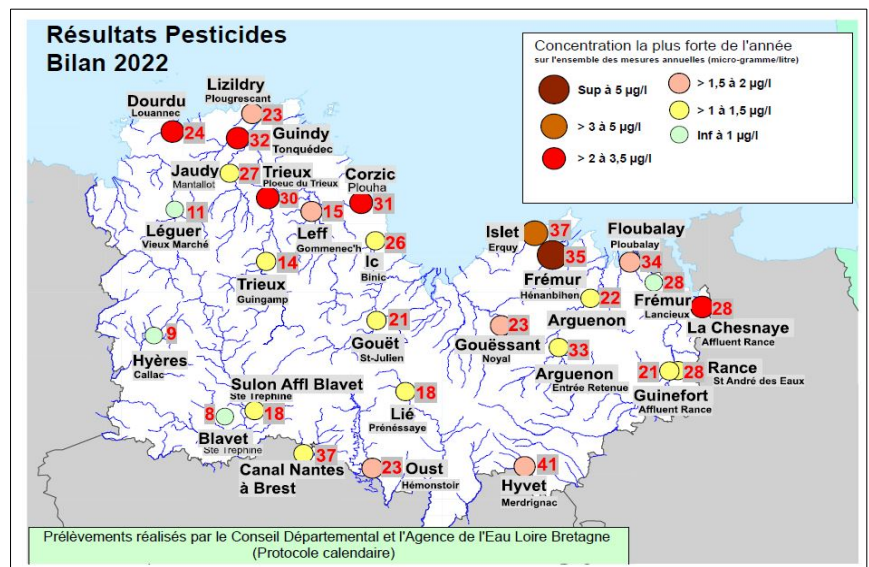 Résultats Pesticides
Bilan 2022
Concentration la plus forte de l'année
sur l'ensemble des mesures annuelles (micro-gramme/litre)
Sup à 5 µg/l
> 3 à 5 µg/l
> 2 à 3,5 µg/l
> 1,5 à 2 µg/l
> 1 à 1,5 µg/l
Inf à 1 µg/l
Lizildry
Plougrescant
23
Dourdu
Louannec
24
32
Guindy
Tonquédec
Jaudy
Mantallot
27
Trieux
Ploeuc du Trieux
30
Corzic
Plouha
31
11
Léguer
Vieux Marché
15
Leff
Gommenec'h
26
Ic
Binic
14
Trieux
Guingamp
Islet
Erquy
37
35
Frémur
Hénanbihen
Floubalay
Ploubalay
34
28
Frémur
Lancieux
22
Arguenon
28
La Chesnaye
Affluent Rance
9
Hyères
Callac
21
Gouët
St-Julien
23
Gouëssant
Noyal
33
Arguenon
Entrée Retenue
21
28
Rance
St André des Eaux
Guinefort
Affluent Rance
Sulon Affl Blavet
Ste Tréphine
18
8
Blavet
Ste Tréphine
18
Lié
Prénéssaye
37
Canal Nantes
à Brest
23
Oust
Hémonstoir
41
Hyvet
Merdrignac
Prélèvements réalisés par le Conseil Départemental et l'Agence de l'Eau Loire Bretagne
(Protocole calendaire)